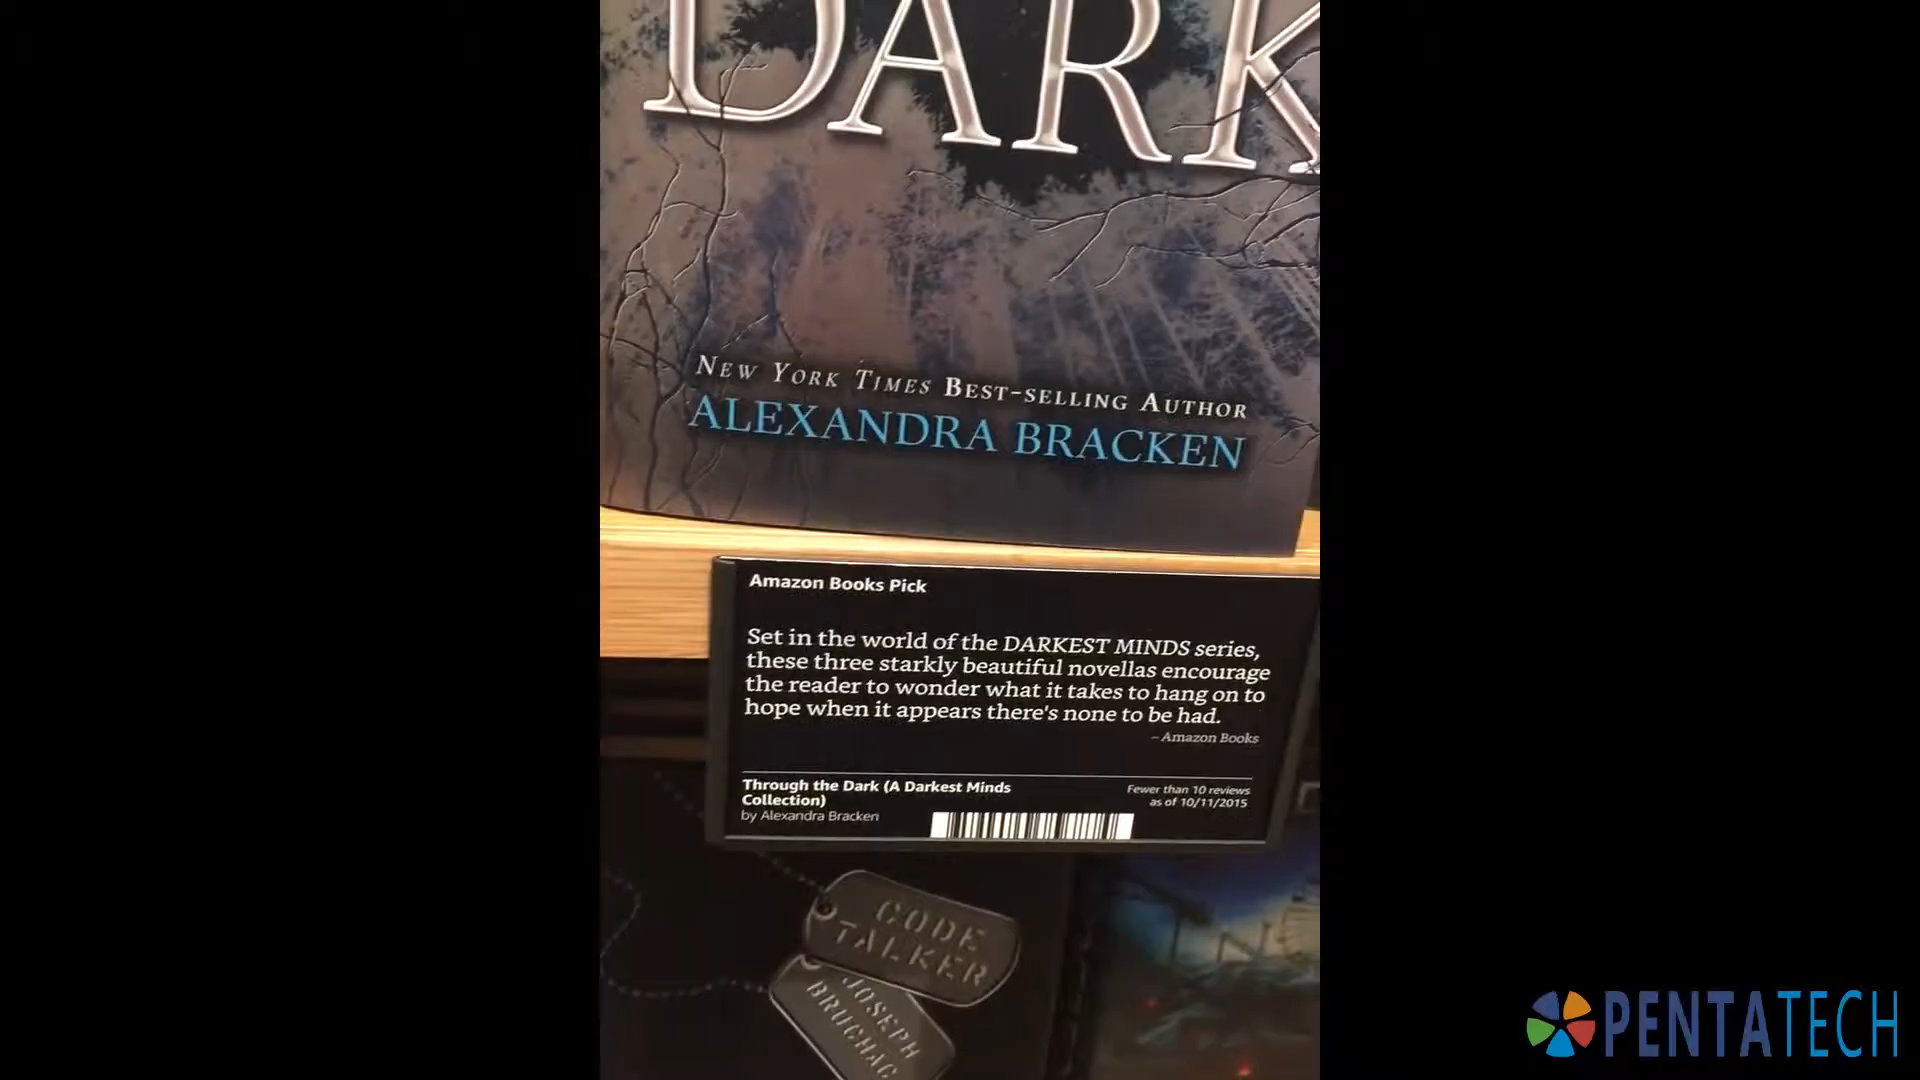 DARK
NEW YORK TIMES BEST-SELLING AUTHOR
ALEXANDRA BRACKEN
Amazon Books Pick
Set in the world of the DARKEST MINDS series,
these three starkly beautiful novellas encourage
the reader to wonder what it takes to hang on to
hope when it appears there's none to be had.
– Amazon Books
Through the Dark (A Darkest Minds
Collection)
by Alexandra Bracken
Fewer than 10 reviews
as of 10/11/2015
CODE
TALKER
JOSEPH
BRUCHAC
PENTATECH